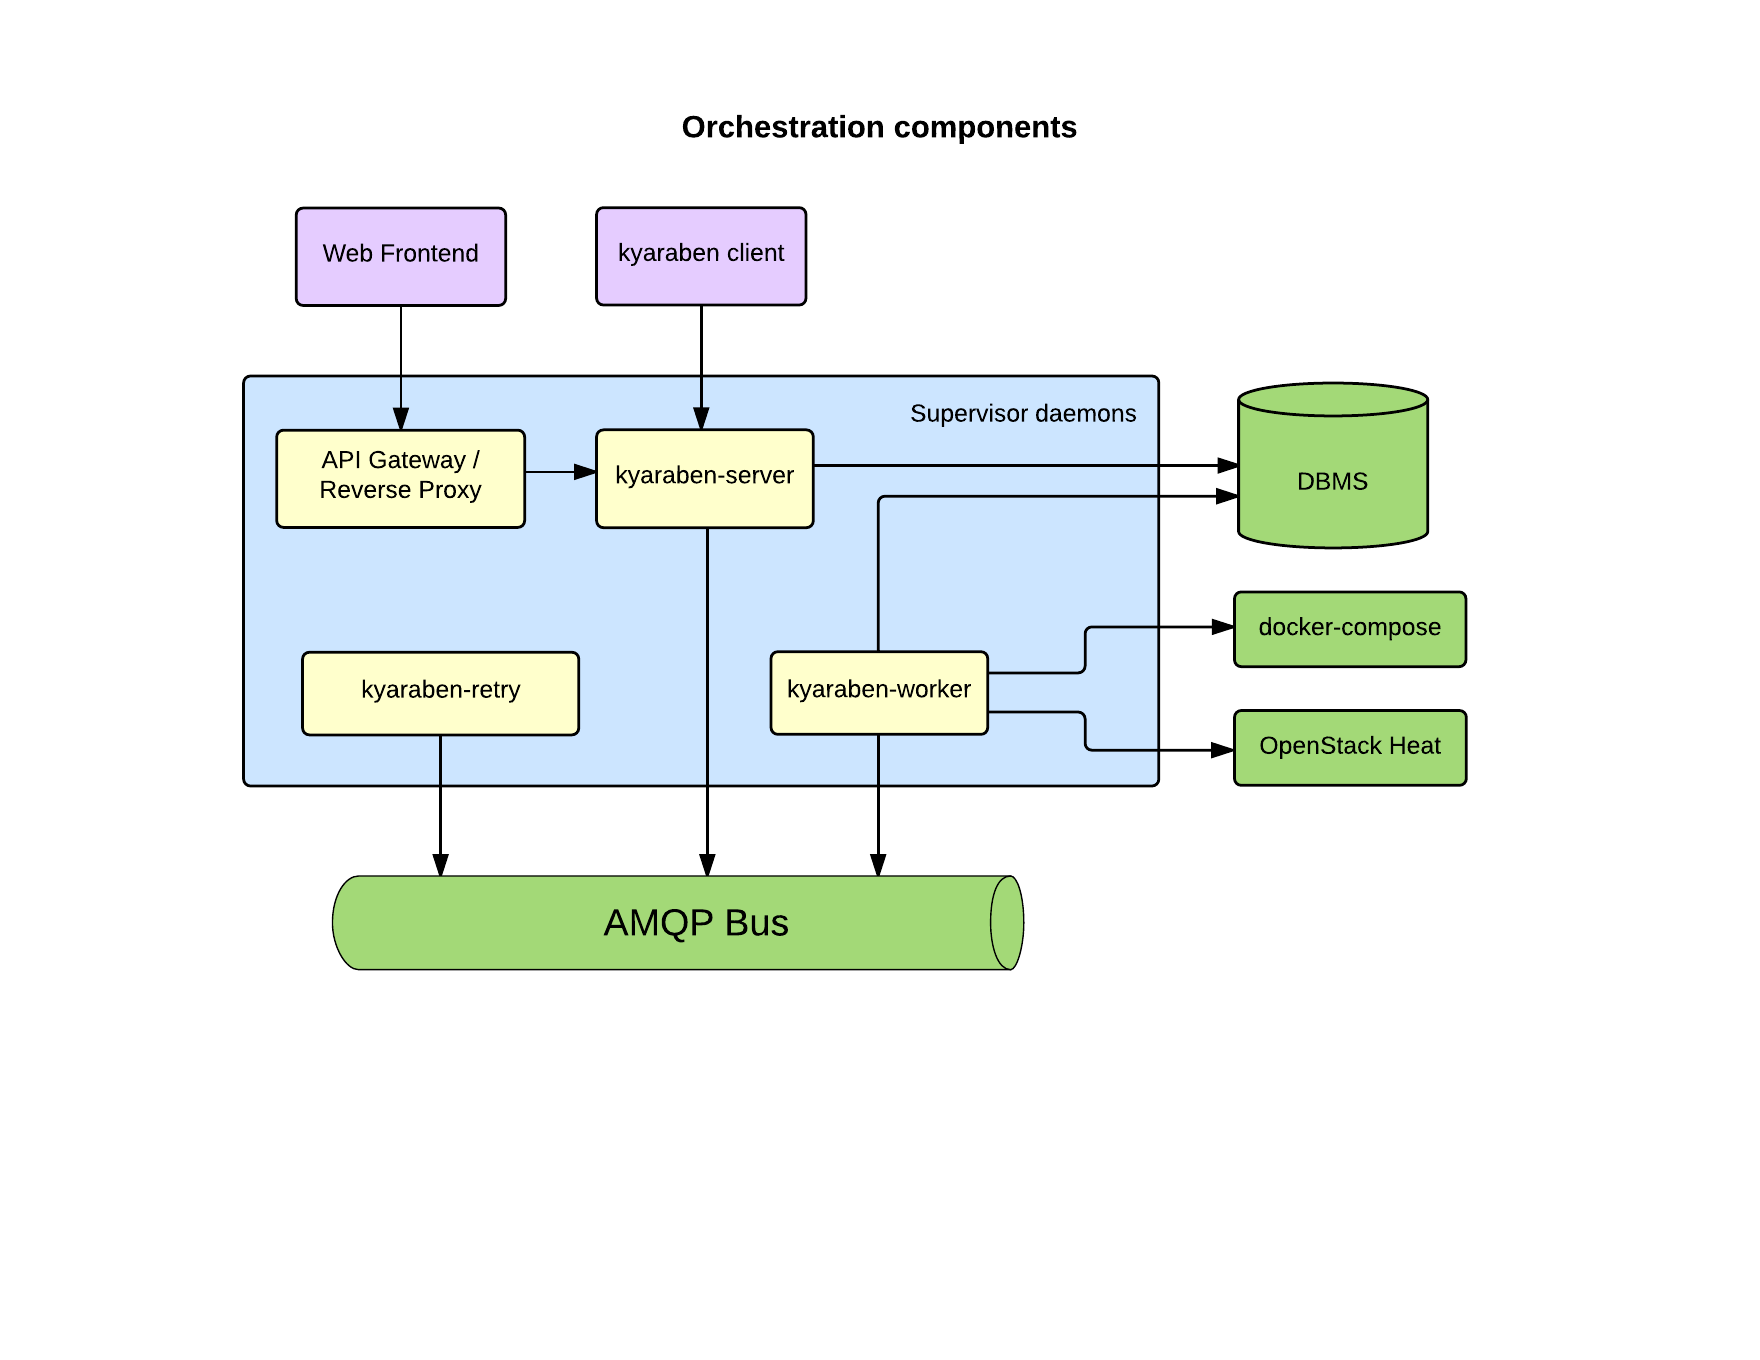 Orchestration components
Web Frontend
kyaraben client
Supervisor daemons
API Gateway /
Reverse Proxy
kyaraben-server
DBMS
docker-compose
kyaraben-retry
kyaraben-worker
OpenStack Heat
AMQP Bus